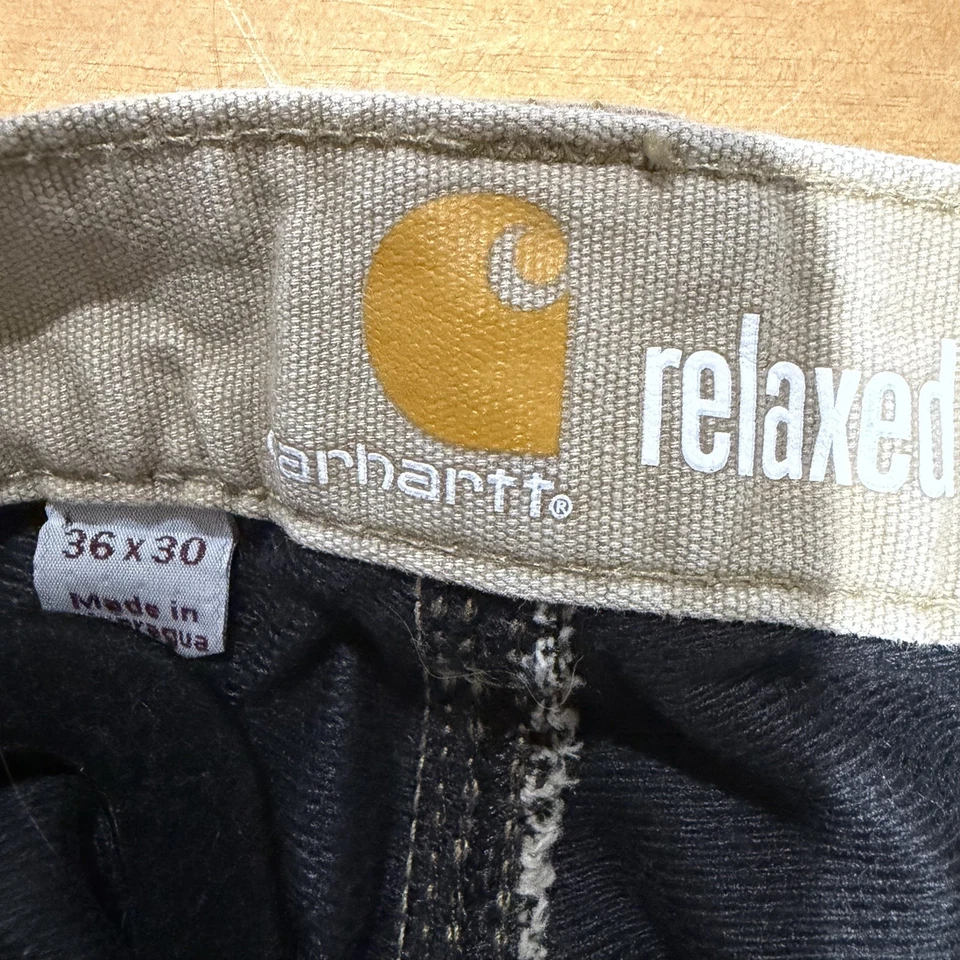 carhartt®
relaxed
36 x 30
Made in